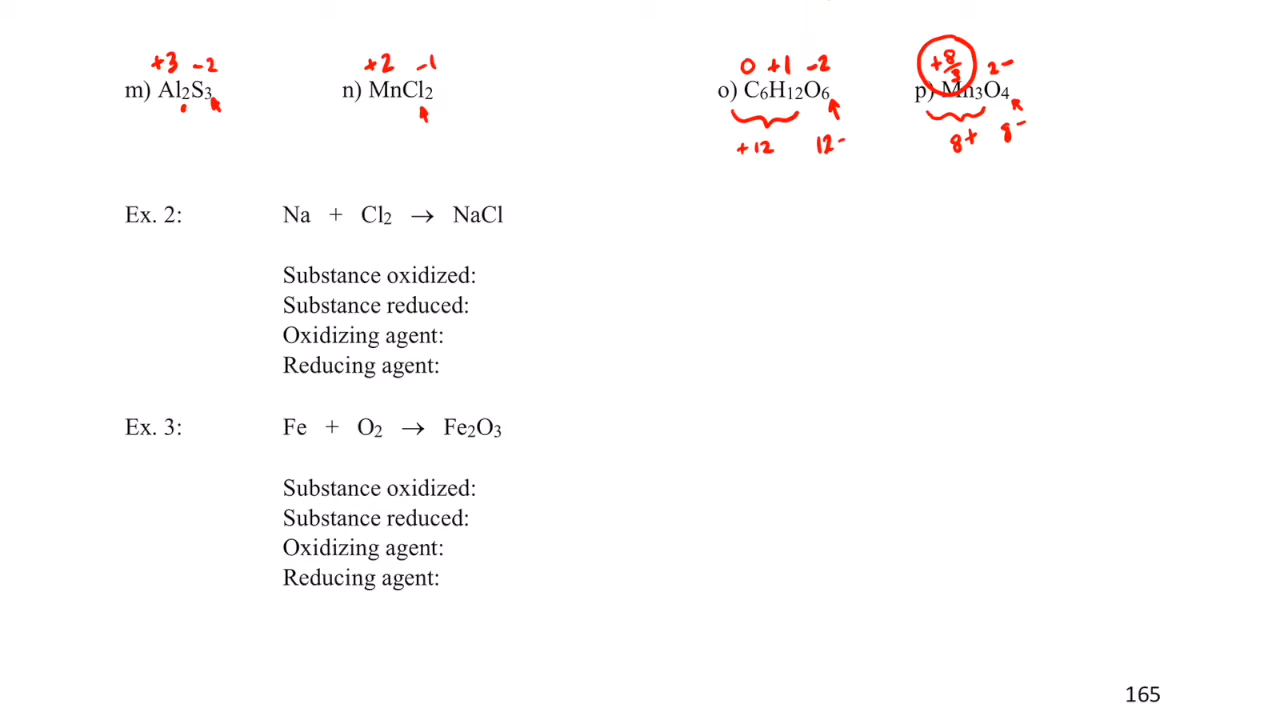 +3 -2 +2 -1 0 +1 -2 +8/3 2-
m) Al₂S₃ n) MnCl₂ o) C₆H₁₂O₆ p) Mn₃O₄
+12 12- 8+ 8-
Ex. 2: Na + Cl₂ → NaCl
Substance oxidized:
Substance reduced:
Oxidizing agent:
Reducing agent:
Ex. 3: Fe + O₂ → Fe₂O₃
Substance oxidized:
Substance reduced:
Oxidizing agent:
Reducing agent:
165